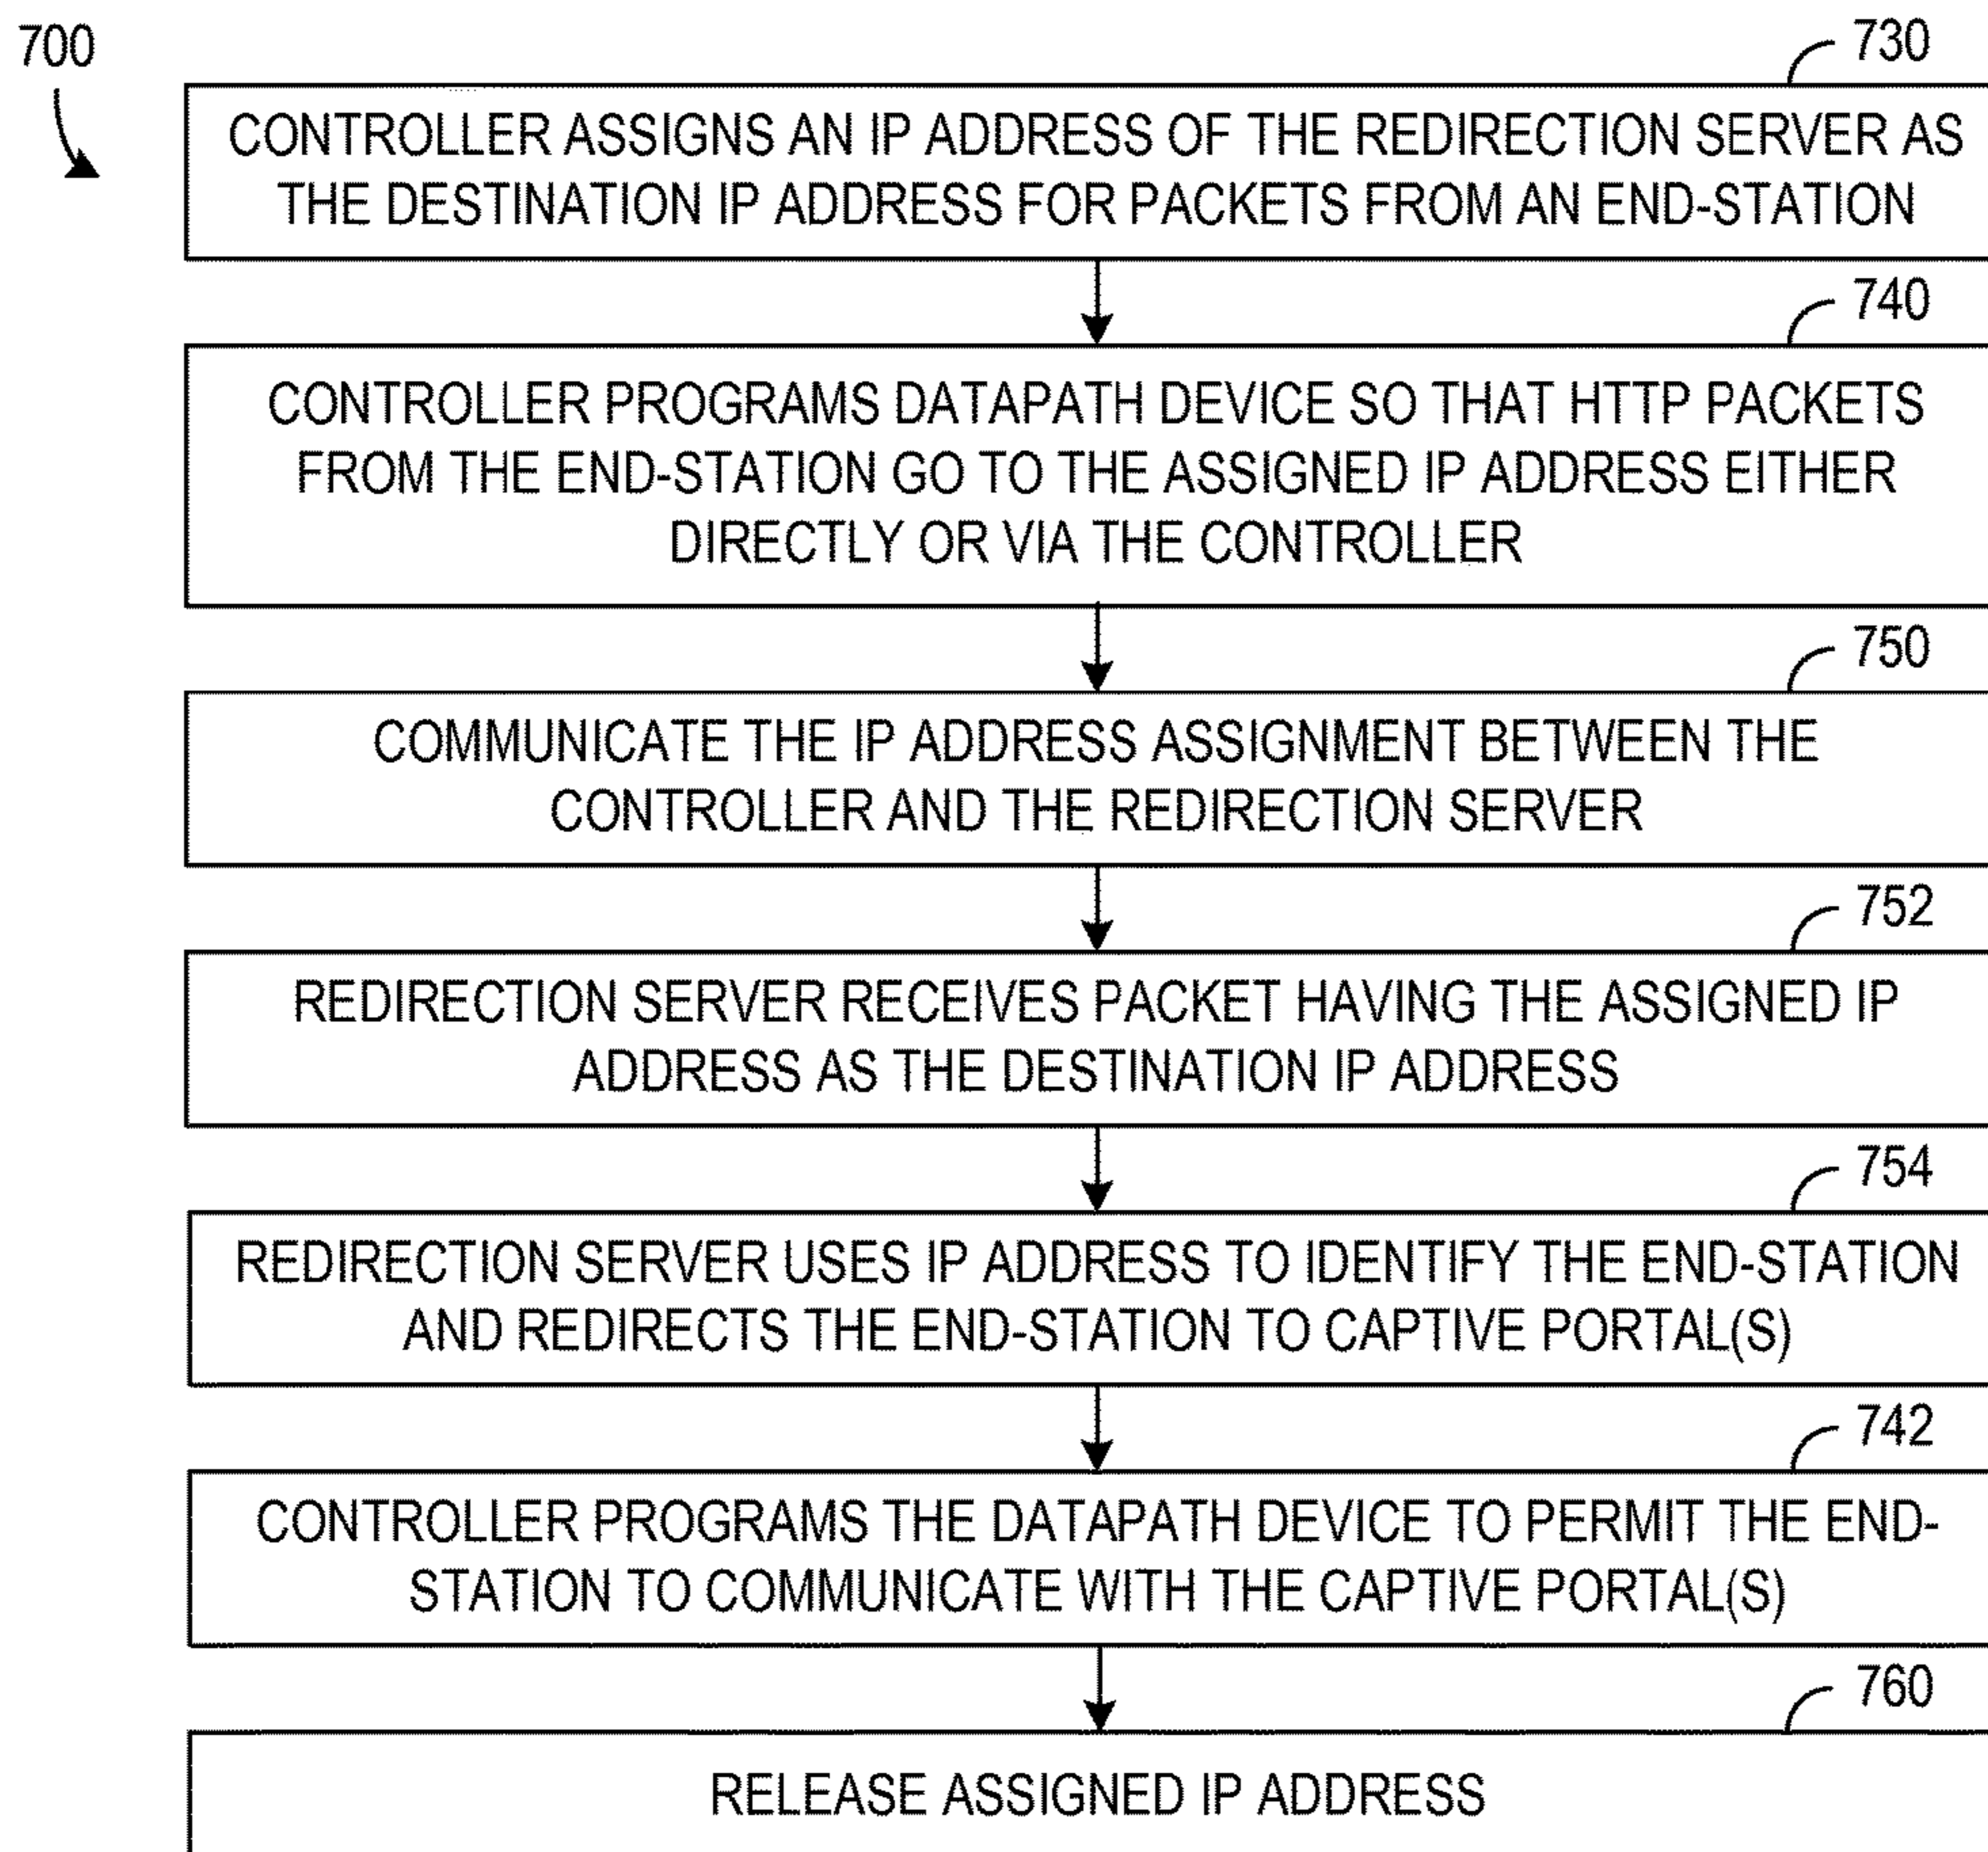 700
730
CONTROLLER ASSIGNS AN IP ADDRESS OF THE REDIRECTION SERVER AS
THE DESTINATION IP ADDRESS FOR PACKETS FROM AN END-STATION
740
CONTROLLER PROGRAMS DATAPATH DEVICE SO THAT HTTP PACKETS
FROM THE END-STATION GO TO THE ASSIGNED IP ADDRESS EITHER
DIRECTLY OR VIA THE CONTROLLER
750
COMMUNICATE THE IP ADDRESS ASSIGNMENT BETWEEN THE
CONTROLLER AND THE REDIRECTION SERVER
752
REDIRECTION SERVER RECEIVES PACKET HAVING THE ASSIGNED IP
ADDRESS AS THE DESTINATION IP ADDRESS
754
REDIRECTION SERVER USES IP ADDRESS TO IDENTIFY THE END-STATION
AND REDIRECTS THE END-STATION TO CAPTIVE PORTAL(S)
742
CONTROLLER PROGRAMS THE DATAPATH DEVICE TO PERMIT THE END-
STATION TO COMMUNICATE WITH THE CAPTIVE PORTAL(S)
760
RELEASE ASSIGNED IP ADDRESS